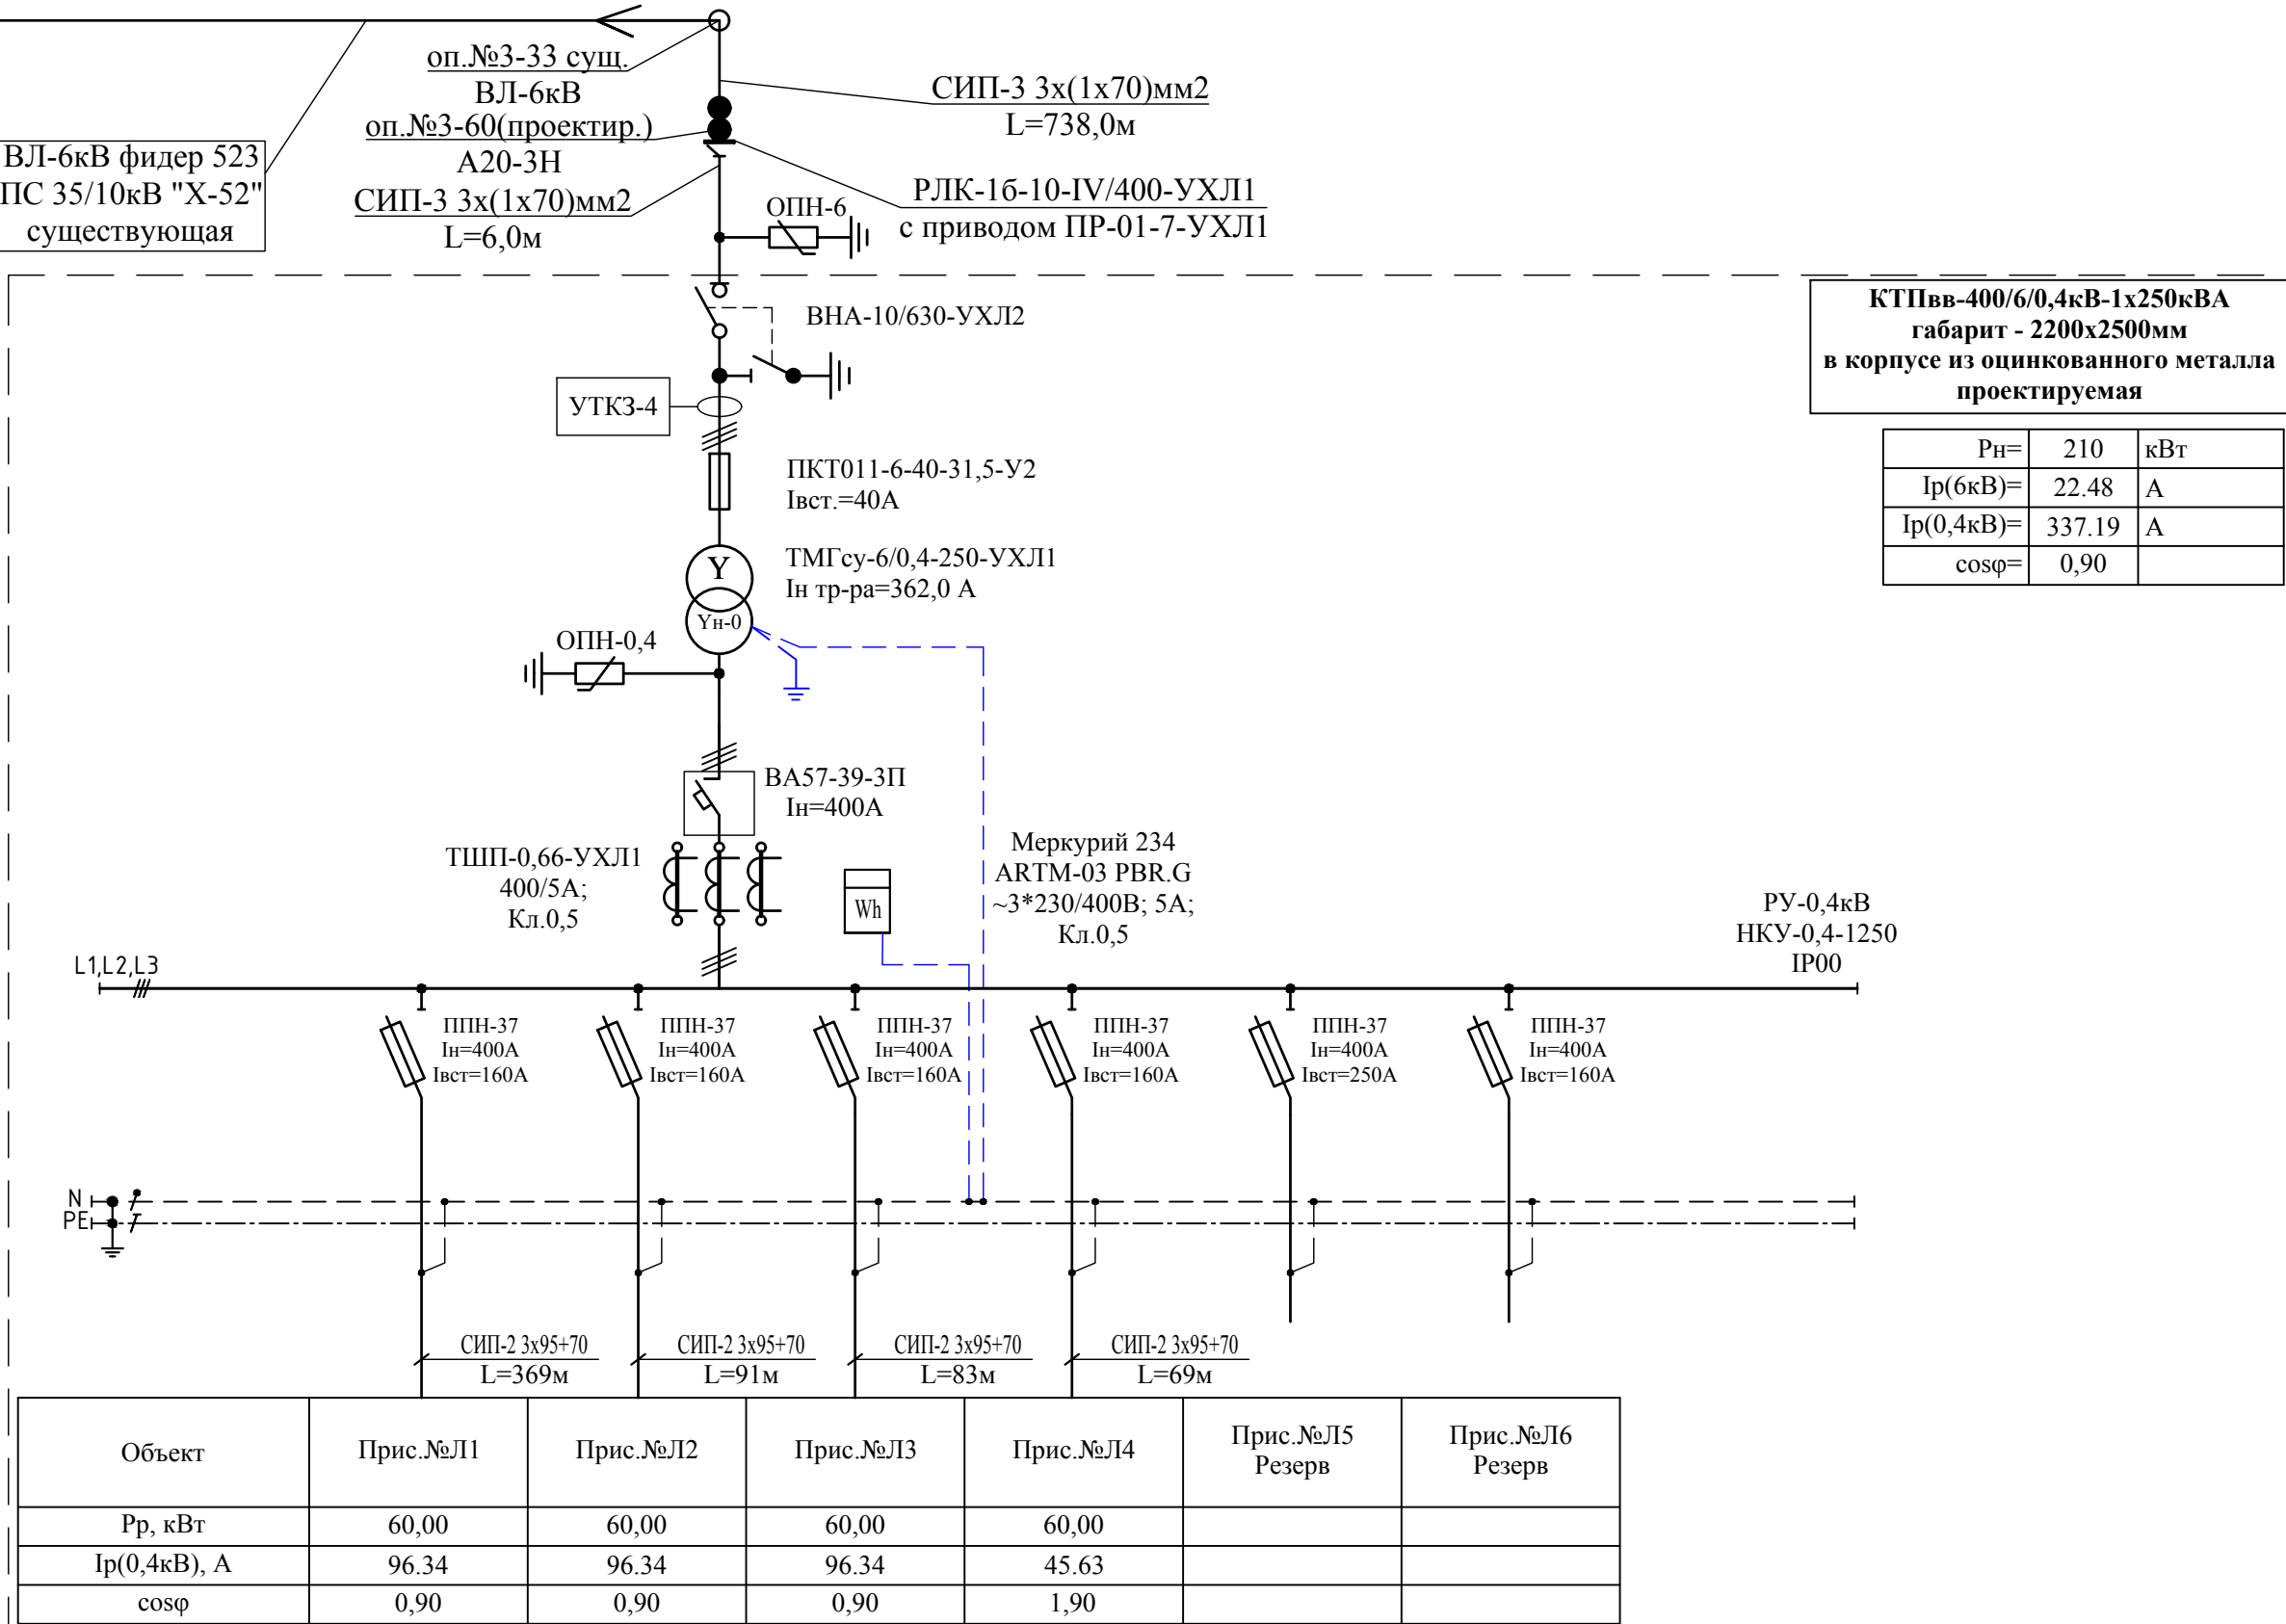 оп.№3-33 сущ.
ВЛ-6кВ
оп.№3-60(проектир.)
А20-3Н
СИП-3 3х(1х70)мм2
L=6,0м
СИП-3 3х(1х70)мм2
L=738,0м
ВЛ-6кВ фидер 523
ПС 35/10кВ "Х-52"
существующая
РЛК-1б-10-IV/400-УХЛ1
с приводом ПР-01-7-УХЛ1
ОПН-6
КТПвв-400/6/0,4кВ-1х250кВА
габарит - 2200х2500мм
в корпусе из оцинкованного металла
проектируемая
ВНА-10/630-УХЛ2
УТКЗ-4
ПКТ011-6-40-31,5-У2
Iвст.=40А
Рн= 210 кВт
Iр(6кВ)= 22.48 А
Iр(0,4кВ)= 337.19 А
cosφ= 0,90
ТМГсу-6/0,4-250-УХЛ1
Iн тр-ра=362,0 А
Y
Yн-0
ОПН-0,4
ВА57-39-3П
Iн=400А
ТШП-0,66-УХЛ1
400/5А;
Кл.0,5
Wh
Меркурий 234
ARTM-03 PBR.G
~3*230/400В; 5А;
Кл.0,5
РУ-0,4кВ
НКУ-0,4-1250
IP00
L1,L2,L3
ППН-37
Iн=400А
Iвст=160А
ППН-37
Iн=400А
Iвст=160А
ППН-37
Iн=400А
Iвст=160А
ППН-37
Iн=400А
Iвст=160А
ППН-37
Iн=400А
Iвст=250А
ППН-37
Iн=400А
Iвст=160А
N
PE
СИП-2 3х95+70
L=369м
СИП-2 3х95+70
L=91м
СИП-2 3х95+70
L=83м
СИП-2 3х95+70
L=69м
Объект Прис.№Л1 Прис.№Л2 Прис.№Л3 Прис.№Л4 Прис.№Л5 Прис.№Л6
Резерв Резерв
Рр, кВт 60,00 60,00 60,00 60,00
Iр(0,4кВ), А 96.34 96.34 96.34 45.63
cosφ 0,90 0,90 0,90 1,90